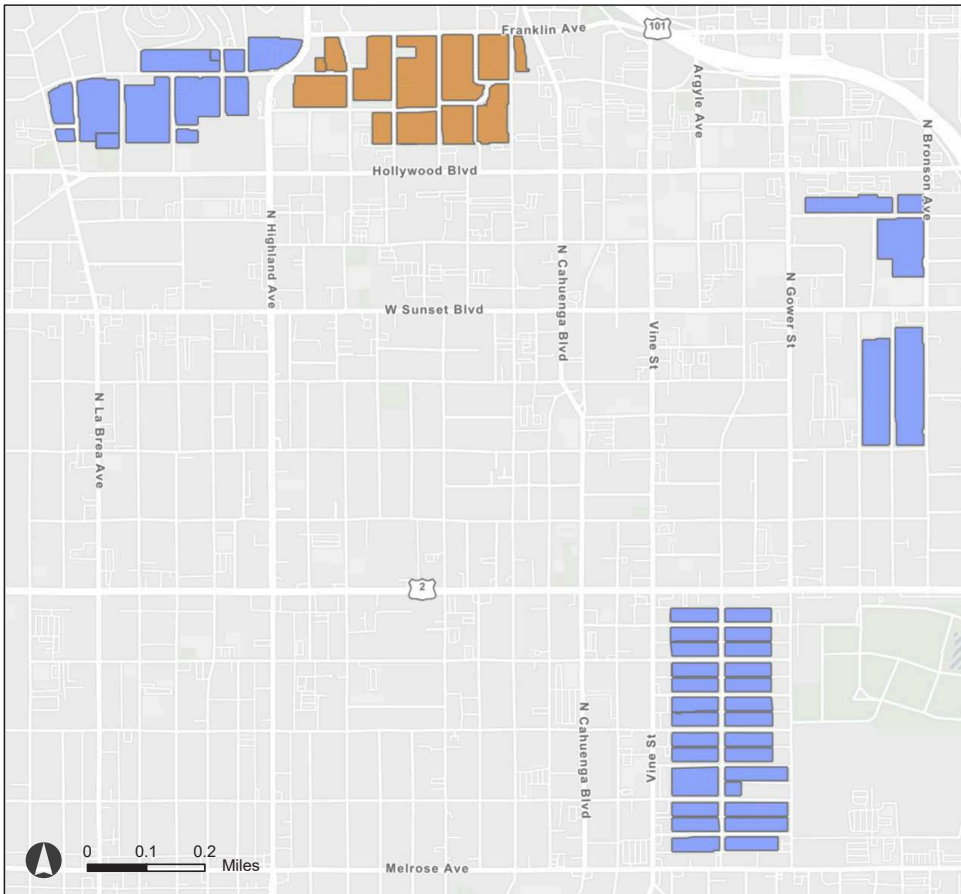 Franklin Ave
101
Argyle Ave
N Bronson Ave
Hollywood Blvd
N Highland Ave
N Cahuenga Blvd
N Gower St
W Sunset Blvd
Vine St
N La Brea Ave
2
N Cahuenga Blvd
Vine St
0 0.1 0.2
Miles
Melrose Ave